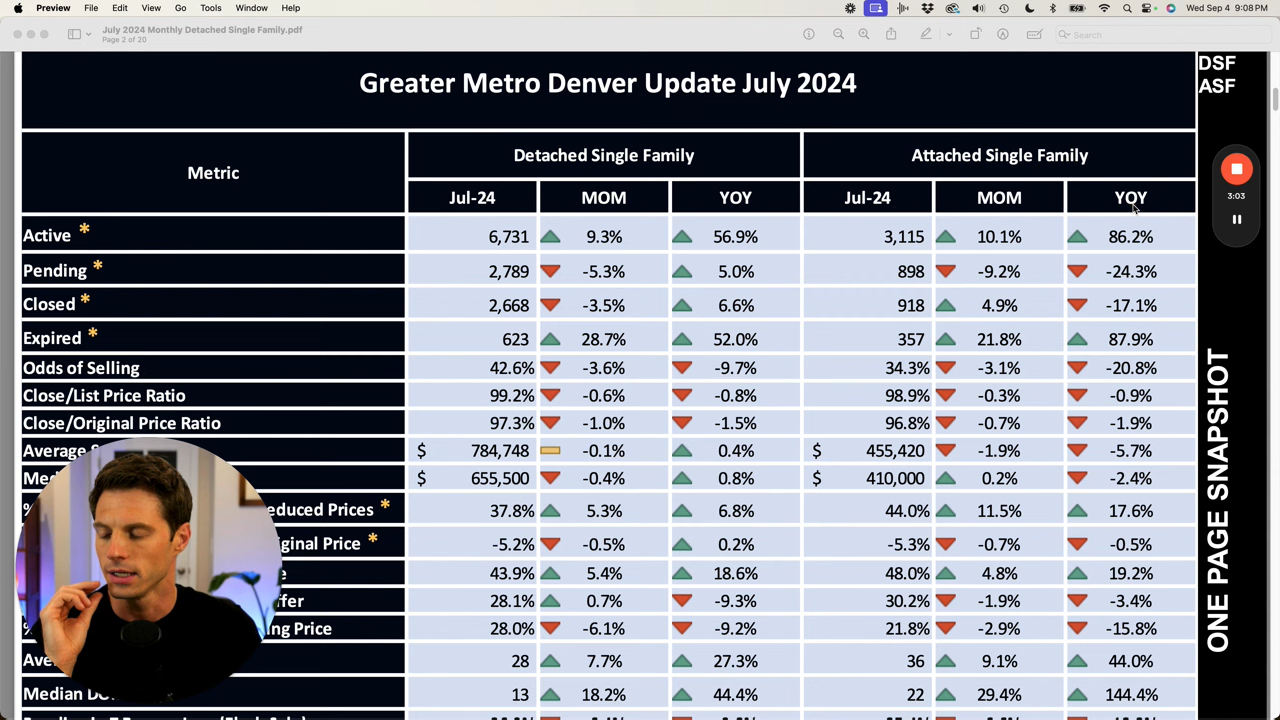 Preview File Edit View Go Tools Window Help Wed Sep 4 9:08 PM
July 2024 Monthly Detached Single Family.pdf
Page 2 of 20
Search
Greater Metro Denver Update July 2024
DSF
ASF
Metric Detached Single Family Attached Single Family
Jul-24 MOM YOY Jul-24 MOM YOY
3:03
Active * 6,731 9.3% 56.9% 3,115 10.1% 86.2%
Pending * 2,789 -5.3% 5.0% 898 -9.2% -24.3%
Closed * 2,668 -3.5% 6.6% 918 4.9% -17.1%
Expired * 623 28.7% 52.0% 357 21.8% 87.9%
Odds of Selling 42.6% -3.6% -9.7% 34.3% -3.1% -20.8%
Close/List Price Ratio 99.2% -0.6% -0.8% 98.9% -0.3% -0.9%
Close/Original Price Ratio 97.3% -1.0% -1.5% 96.8% -0.7% -1.9%
Average $ 784,748 -0.1% 0.4% $ 455,420 -1.9% -5.7%
$ 655,500 -0.4% 0.8% $ 410,000 0.2% -2.4%
Prices * 37.8% 5.3% 6.8% 44.0% 11.5% 17.6%
Price * -5.2% -0.5% 0.2% -5.3% -0.7% -0.5%
43.9% 5.4% 18.6% 48.0% 4.8% 19.2%
28.1% 0.7% -9.3% 30.2% -1.9% -3.4%
Price 28.0% -6.1% -9.2% 21.8% -2.9% -15.8%
28 7.7% 27.3% 36 9.1% 44.0%
Median 13 18.2% 44.4% 22 29.4% 144.4%
ONE PAGE SNAPSHOT